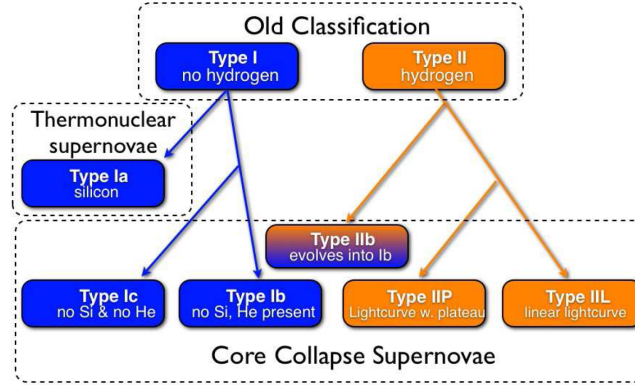 Old Classification
Type I
no hydrogen
Type II
hydrogen
Thermonuclear
supernovae
Type Ia
silicon
Type IIb
evolves into Ib
Type Ic
no Si & no He
Type Ib
no Si, He present
Type IIP
Lightcurve w. plateau
Type IIL
linear lightcurve
Core Collapse Supernovae